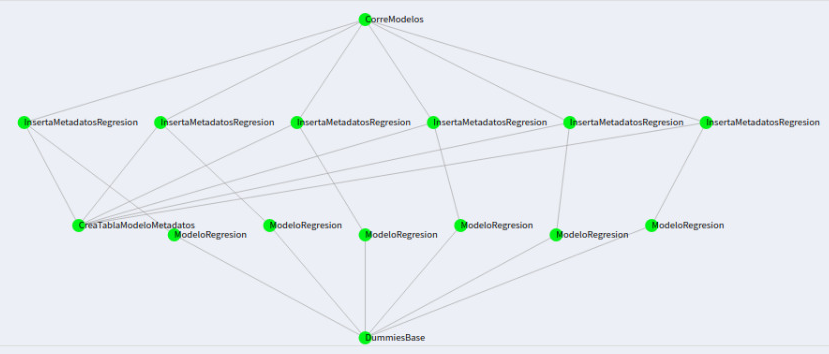 CorreModelos
InsertaMetadatosRegresion
InsertaMetadatosRegresion
InsertaMetadatosRegresion
InsertaMetadatosRegresion
InsertaMetadatosRegresion
InsertaMetadatosRegresion
CreaTablaModeloMetadatos
ModeloRegresion
ModeloRegresion
ModeloRegresion
ModeloRegresion
ModeloRegresion
ModeloRegresion
DummiesBase